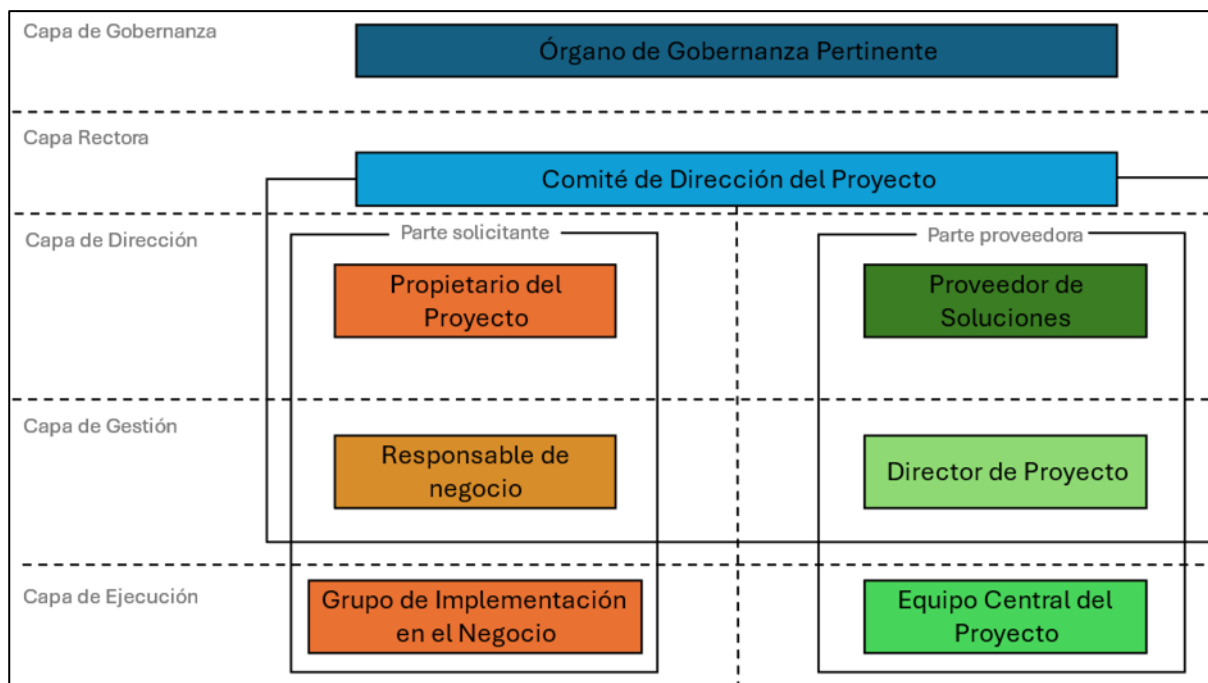 Capa de Gobernanza
Órgano de Gobernanza Pertinente
Capa Rectora
Comité de Dirección del Proyecto
Capa de Dirección
Parte solicitante
Parte proveedora
Propietario del
Proyecto
Proveedor de
Soluciones
Capa de Gestión
Responsable de
negocio
Director de Proyecto
Capa de Ejecución
Grupo de Implementación
en el Negocio
Equipo Central del
Proyecto